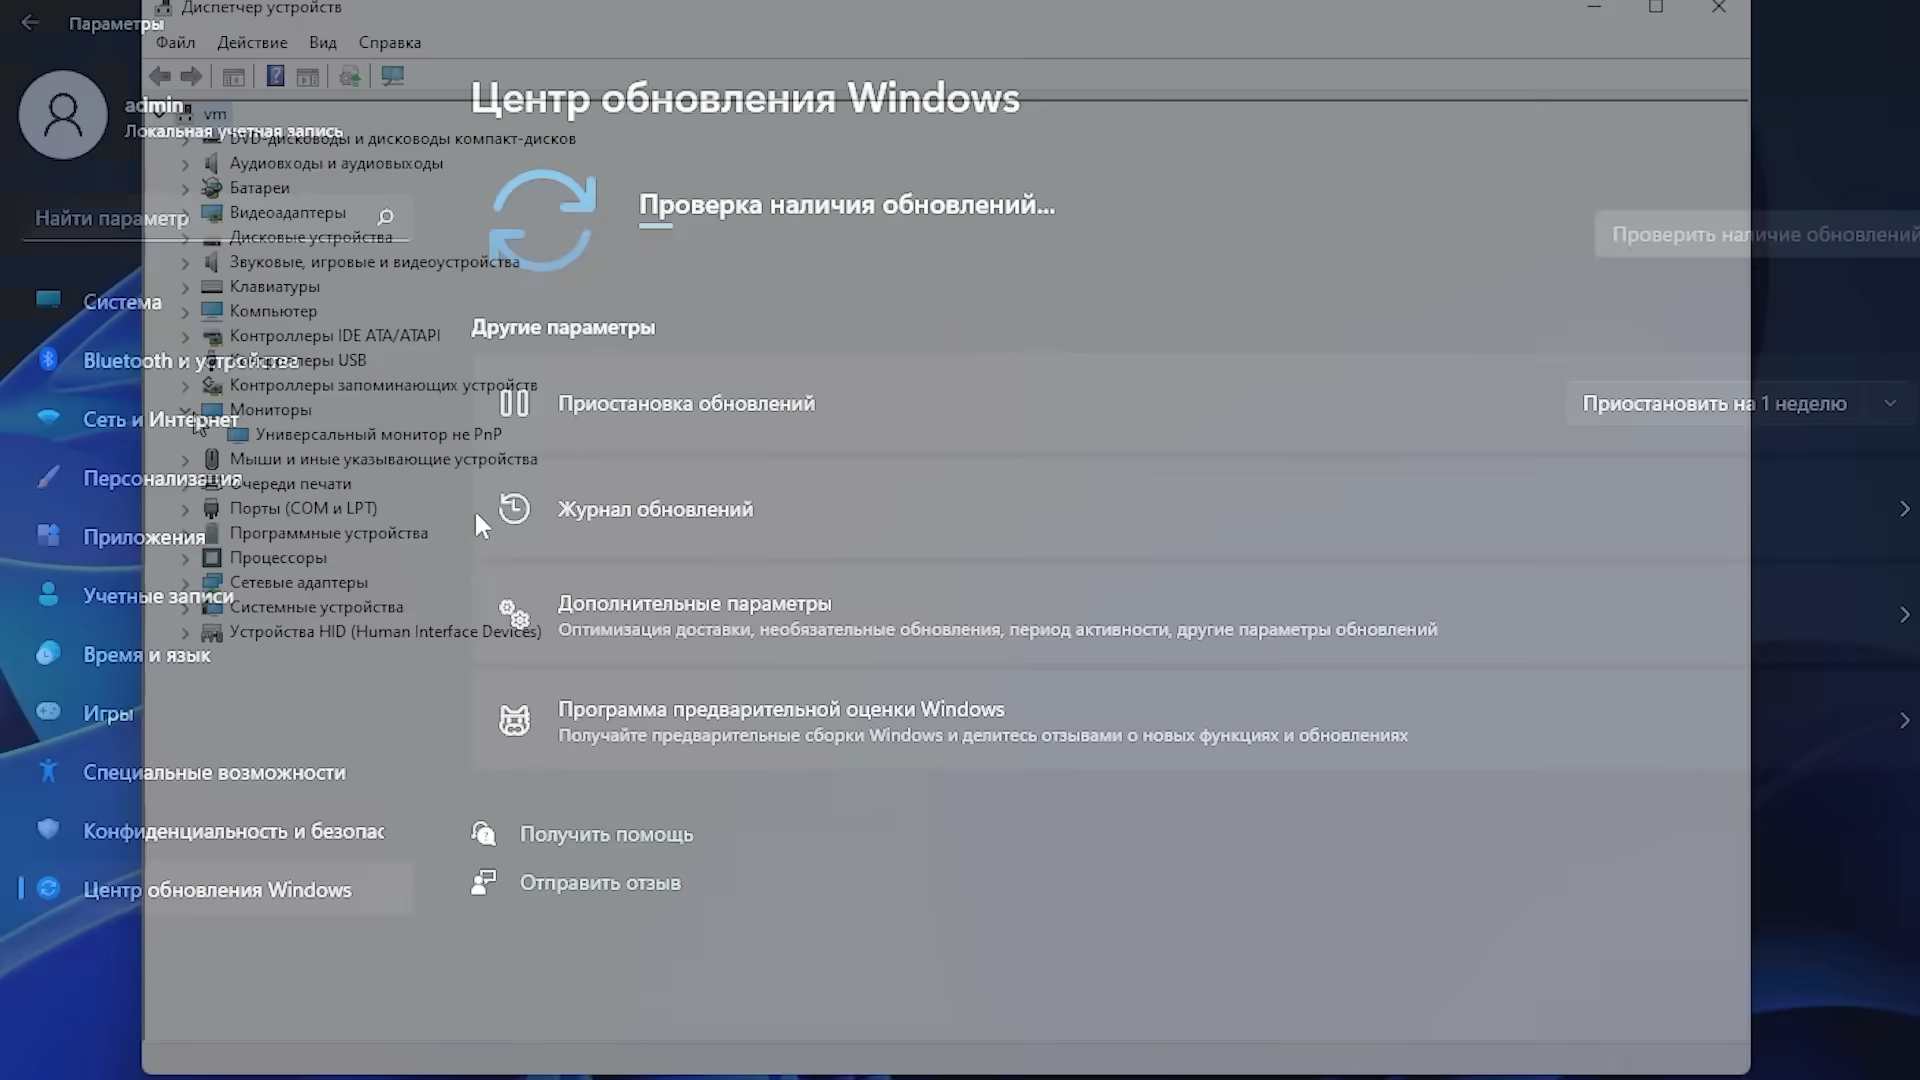 Параметры
admin
Локальная учетная запись
Найти параметр
Система
Bluetooth и устройства
Сеть и Интернет
Персонализация
Приложения
Учетные записи
Время и язык
Игры
Специальные возможности
Конфиденциальность и безопас
Центр обновления Windows
Диспетчер устройств
Файл Действие Вид Справка
vm
DVD-дисководы и дисководы компакт-дисков
Аудиовходы и аудиовыходы
Батареи
Видеоадаптеры
Дисковые устройства
Звуковые, игровые и видеоустройства
Клавиатуры
Компьютер
Контроллеры IDE ATA/ATAPI
Контроллеры USB
Контроллеры запоминающих устройств
Мониторы
Универсальный монитор не PnP
Мыши и иные указывающие устройства
Очереди печати
Порты (COM и LPT)
Программные устройства
Процессоры
Сетевые адаптеры
Системные устройства
Устройства HID (Human Interface Devices)
Центр обновления Windows
Проверка наличия обновлений...
Проверить наличие обновлений
Другие параметры
Приостановка обновлений
Приостановить на 1 неделю
Журнал обновлений
Дополнительные параметры
Оптимизация доставки, необязательные обновления, период активности, другие параметры обновлений
Программа предварительной оценки Windows
Получайте предварительные сборки Windows и делитесь отзывами о новых функциях и обновлениях
Получить помощь
Отправить отзыв